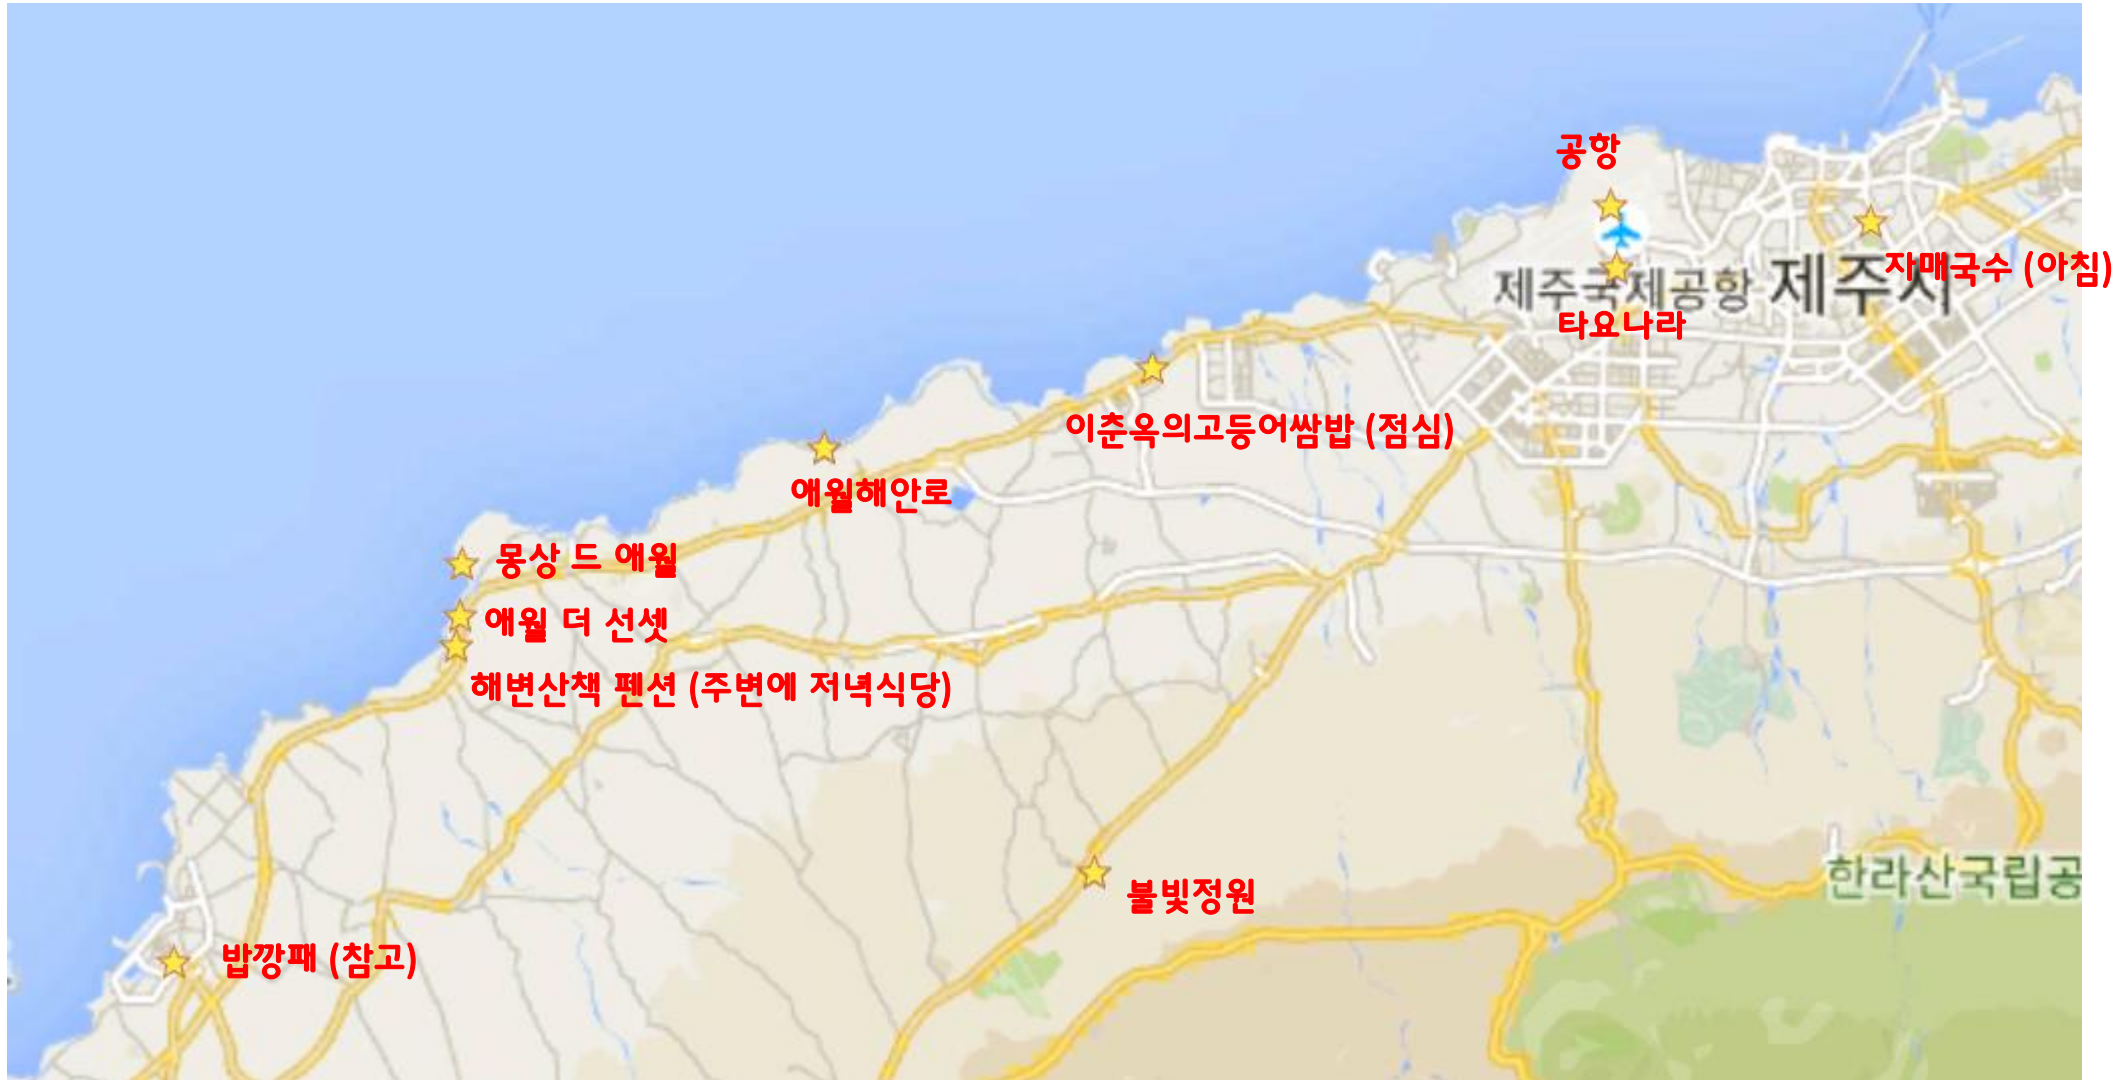 공항
자매국수 (아침)
제주국제공항
제주시
타요나라
이춘옥의고등어쌈밥 (점심)
애월해안로
몽상 드 애월
애월 더 선셋
해변산책 펜션 (주변에 저녁식당)
불빛정원
한라산국립공
밥깡패 (참고)